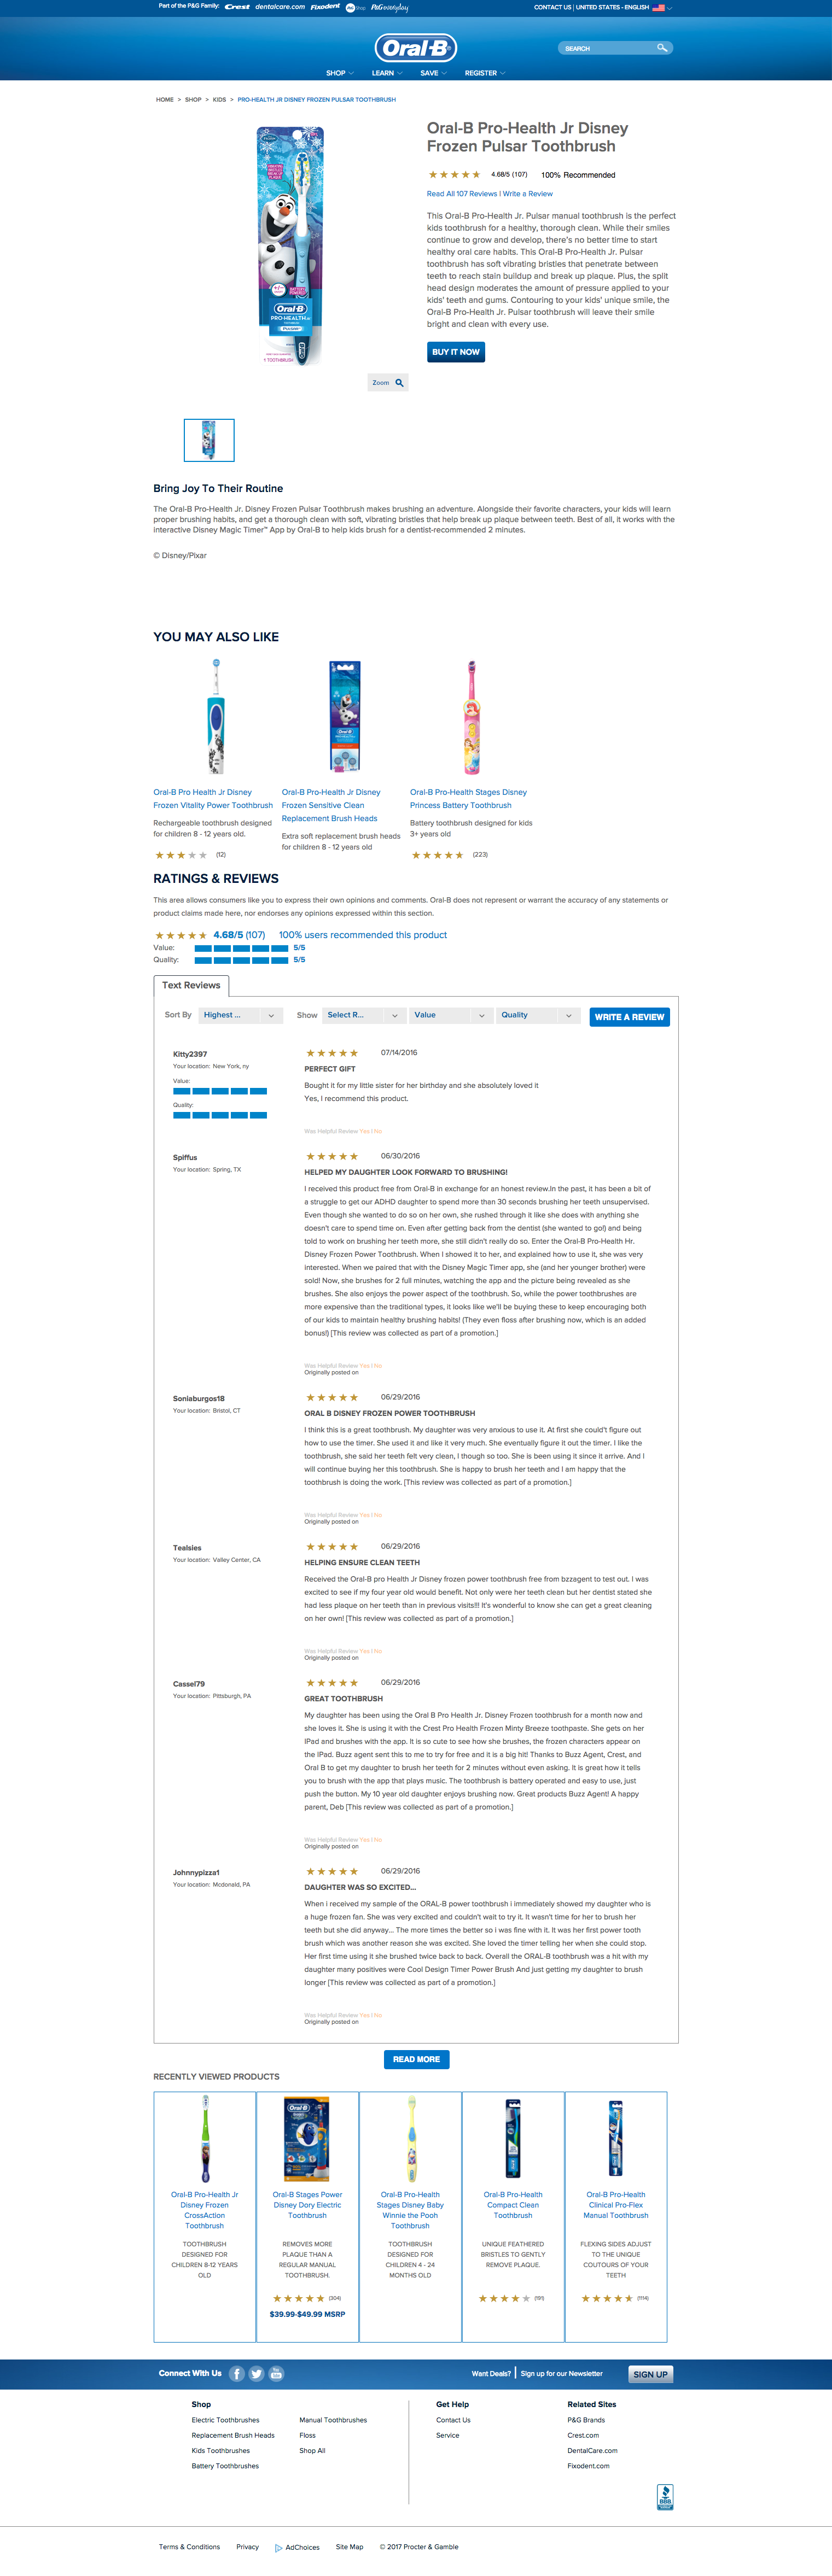 Part of the P&G Family: Crest dentalcare.com Fixodent P&Geveryday
CONTACT US | UNITED STATES - ENGLISH
Oral-B
SEARCH
SHOP LEARN SAVE REGISTER
HOME > SHOP > KIDS > PRO-HEALTH JR DISNEY FROZEN PULSAR TOOTHBRUSH
Oral-B Pro-Health Jr Disney
Frozen Pulsar Toothbrush
4.68/5 (107) 100% Recommended
Read All 107 Reviews | Write a Review
This Oral-B Pro-Health Jr. Pulsar manual toothbrush is the perfect
kids toothbrush for a healthy, thorough clean. While their smiles
continue to grow and develop, there's no better time to start
healthy oral care habits. This Oral-B Pro-Health Jr. Pulsar
toothbrush has soft vibrating bristles that penetrate between
teeth to reach stain buildup and break up plaque. Plus, the split
head design moderates the amount of pressure applied to your
kids' teeth and gums. Contouring to your kids' unique smile, the
Oral-B Pro-Health Jr. Pulsar toothbrush will leave their smile
bright and clean with every use.
BUY IT NOW
Oral-B
PRO-HEALTH JR
Pulsar
1 TOOTHBRUSH
Zoom
Bring Joy To Their Routine
The Oral-B Pro-Health Jr. Disney Frozen Pulsar Toothbrush makes brushing an adventure. Alongside their favorite characters, your kids will learn
proper brushing habits, and get a thorough clean with soft, vibrating bristles that help break up plaque between teeth. Best of all, it works with the
interactive Disney Magic Timer™ App by Oral-B to help kids brush for a dentist-recommended 2 minutes.
© Disney/Pixar
YOU MAY ALSO LIKE
Oral-B Pro Health Jr Disney
Frozen Vitality Power Toothbrush
Rechargeable toothbrush designed
for children 8 - 12 years old.
(12)
Oral-B Pro-Health Jr Disney
Frozen Sensitive Clean
Replacement Brush Heads
Extra soft replacement brush heads
for children 8 - 12 years old
Oral-B Pro-Health Stages Disney
Princess Battery Toothbrush
Battery toothbrush designed for kids
3+ years old
(223)
RATINGS & REVIEWS
This area allows consumers like you to express their own opinions and comments. Oral-B does not represent or warrant the accuracy of any statements or
product claims made here, nor endorses any opinions expressed within this section.
4.68/5 (107) 100% users recommended this product
Value: 5/5
Quality: 5/5
Text Reviews
Sort By Highest ... Show Select R... Value Quality WRITE A REVIEW
Kitty2397
Your location: New York, ny
Value:
Quality:
07/14/2016
PERFECT GIFT
Bought it for my little sister for her birthday and she absolutely loved it
Yes, I recommend this product.
Was Helpful Review Yes | No
Spiffus
Your location: Spring, TX
06/30/2016
HELPED MY DAUGHTER LOOK FORWARD TO BRUSHING!
I received this product free from Oral-B in exchange for an honest review.In the past, it has been a bit of
a struggle to get our ADHD daughter to spend more than 30 seconds brushing her teeth unsupervised.
Even though she wanted to do so on her own, she rushed through it like she does with anything she
doesn't care to spend time on. Even after getting back from the dentist (she wanted to go!) and being
told to work on brushing her teeth more, she still didn't really do so. Enter the Oral-B Pro-Health Hr.
Disney Frozen Power Toothbrush. When I showed it to her, and explained how to use it, she was very
interested. When we paired that with the Disney Magic Timer app, she (and her younger brother) were
sold! Now, she brushes for 2 full minutes, watching the app and the picture being revealed as she
brushes. She also enjoys the power aspect of the toothbrush. So, while the power toothbrushes are
more expensive than the traditional types, it looks like we'll be buying these to keep encouraging both
of our kids to maintain healthy brushing habits! (They even floss after brushing now, which is an added
bonus!) [This review was collected as part of a promotion.]
Was Helpful Review Yes | No
Originally posted on
Soniaburgos18
Your location: Bristol, CT
06/29/2016
ORAL B DISNEY FROZEN POWER TOOTHBRUSH
I think this is a great toothbrush. My daughter was very anxious to use it. At first she could't figure out
how to use the timer. She used it and like it very much. She eventually figure it out the timer. I like the
toothbrush, she said her teeth felt very clean, I though so too. She is been using it since it arrive. And I
will continue buying her this toothbrush. She is happy to brush her teeth and I am happy that the
toothbrush is doing the work. [This review was collected as part of a promotion.]
Was Helpful Review Yes | No
Originally posted on
Tealsies
Your location: Valley Center, CA
06/29/2016
HELPING ENSURE CLEAN TEETH
Received the Oral-B pro Health Jr Disney frozen power toothbrush free from bzzagent to test out. I was
excited to see if my four year old would benefit. Not only were her teeth clean but her dentist stated she
had less plaque on her teeth than in previous visits!!! It's wonderful to know she can get a great cleaning
on her own! [This review was collected as part of a promotion.]
Was Helpful Review Yes | No
Originally posted on
Cassel79
Your location: Pittsburgh, PA
06/29/2016
GREAT TOOTHBRUSH
My daughter has been using the Oral B Pro Health Jr. Disney Frozen toothbrush for a month now and
she loves it. She is using it with the Crest Pro Health Frozen Minty Breeze toothpaste. She gets on her
IPad and brushes with the app. It is so cute to see how she brushes, the frozen characters appear on
the IPad. Buzz agent sent this to me to try for free and it is a big hit! Thanks to Buzz Agent, Crest, and
Oral B to get my daughter to brush her teeth for 2 minutes without even asking. It is great how it tells
you to brush with the app that plays music. The toothbrush is battery operated and easy to use, just
push the button. My 10 year old daughter enjoys brushing now. Great products Buzz Agent! A happy
parent, Deb [This review was collected as part of a promotion.]
Was Helpful Review Yes | No
Originally posted on
Johnnypizza1
Your location: Mcdonald, PA
06/29/2016
DAUGHTER WAS SO EXCITED...
When i received my sample of the ORAL-B power toothbrush i immediately showed my daughter who is
a huge frozen fan. She was very excited and couldn't wait to try it. It wasn't time for her to brush her
teeth but she did anyway... The more times the better so i was fine with it. It was her first power tooth
brush which was another reason she was excited. She loved the timer telling her when she could stop.
Her first time using it she brushed twice back to back. Overall the ORAL-B toothbrush was a hit with my
daughter many positives were Cool Design Timer Power Brush And just getting my daughter to brush
longer [This review was collected as part of a promotion.]
Was Helpful Review Yes | No
Originally posted on
READ MORE
RECENTLY VIEWED PRODUCTS
Oral-B Pro-Health Jr
Disney Frozen
CrossAction
Toothbrush
TOOTHBRUSH
DESIGNED FOR
CHILDREN 8-12 YEARS
OLD
Oral-B Stages Power
Disney Dory Electric
Toothbrush
REMOVES MORE
PLAQUE THAN A
REGULAR MANUAL
TOOTHBRUSH.
(304)
$39.99-$49.99 MSRP
Oral-B Pro-Health
Stages Disney Baby
Winnie the Pooh
Toothbrush
TOOTHBRUSH
DESIGNED FOR
CHILDREN 4 - 24
MONTHS OLD
Oral-B Pro-Health
Compact Clean
Toothbrush
UNIQUE FEATHERED
BRISTLES TO GENTLY
REMOVE PLAQUE.
(191)
Oral-B Pro-Health
Clinical Pro-Flex
Manual Toothbrush
FLEXING SIDES ADJUST
TO THE UNIQUE
COUTOURS OF YOUR
TEETH
(1114)
Connect With Us
Want Deals? Sign up for our Newsletter SIGN UP
Shop
Electric Toothbrushes
Replacement Brush Heads
Kids Toothbrushes
Battery Toothbrushes
Manual Toothbrushes
Floss
Shop All
Get Help
Contact Us
Service
Related Sites
P&G Brands
Crest.com
DentalCare.com
Fixodent.com
BBB
Terms & Conditions Privacy AdChoices Site Map © 2017 Procter & Gamble